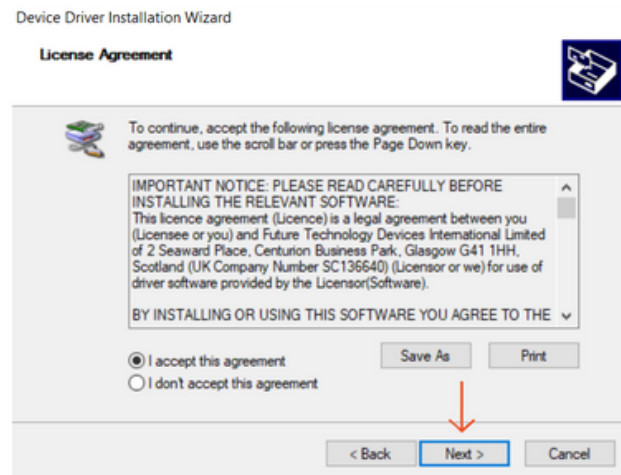 Device Driver Installation Wizard
License Agreement
To continue, accept the following license agreement. To read the entire
agreement, use the scroll bar or press the Page Down key.
IMPORTANT NOTICE: PLEASE READ CAREFULLY BEFORE
INSTALLING THE RELEVANT SOFTWARE:
This licence agreement (Licence) is a legal agreement between you
(Licensee or you) and Future Technology Devices International Limited
of 2 Seaward Place, Centurion Business Park, Glasgow G41 1HH,
Scotland (UK Company Number SC136640) (Licensor or we) for use of
driver software provided by the Licensor(Software).
BY INSTALLING OR USING THIS SOFTWARE YOU AGREE TO THE
I accept this agreement
Save As
Print
I don't accept this agreement
< Back
Next >
Cancel